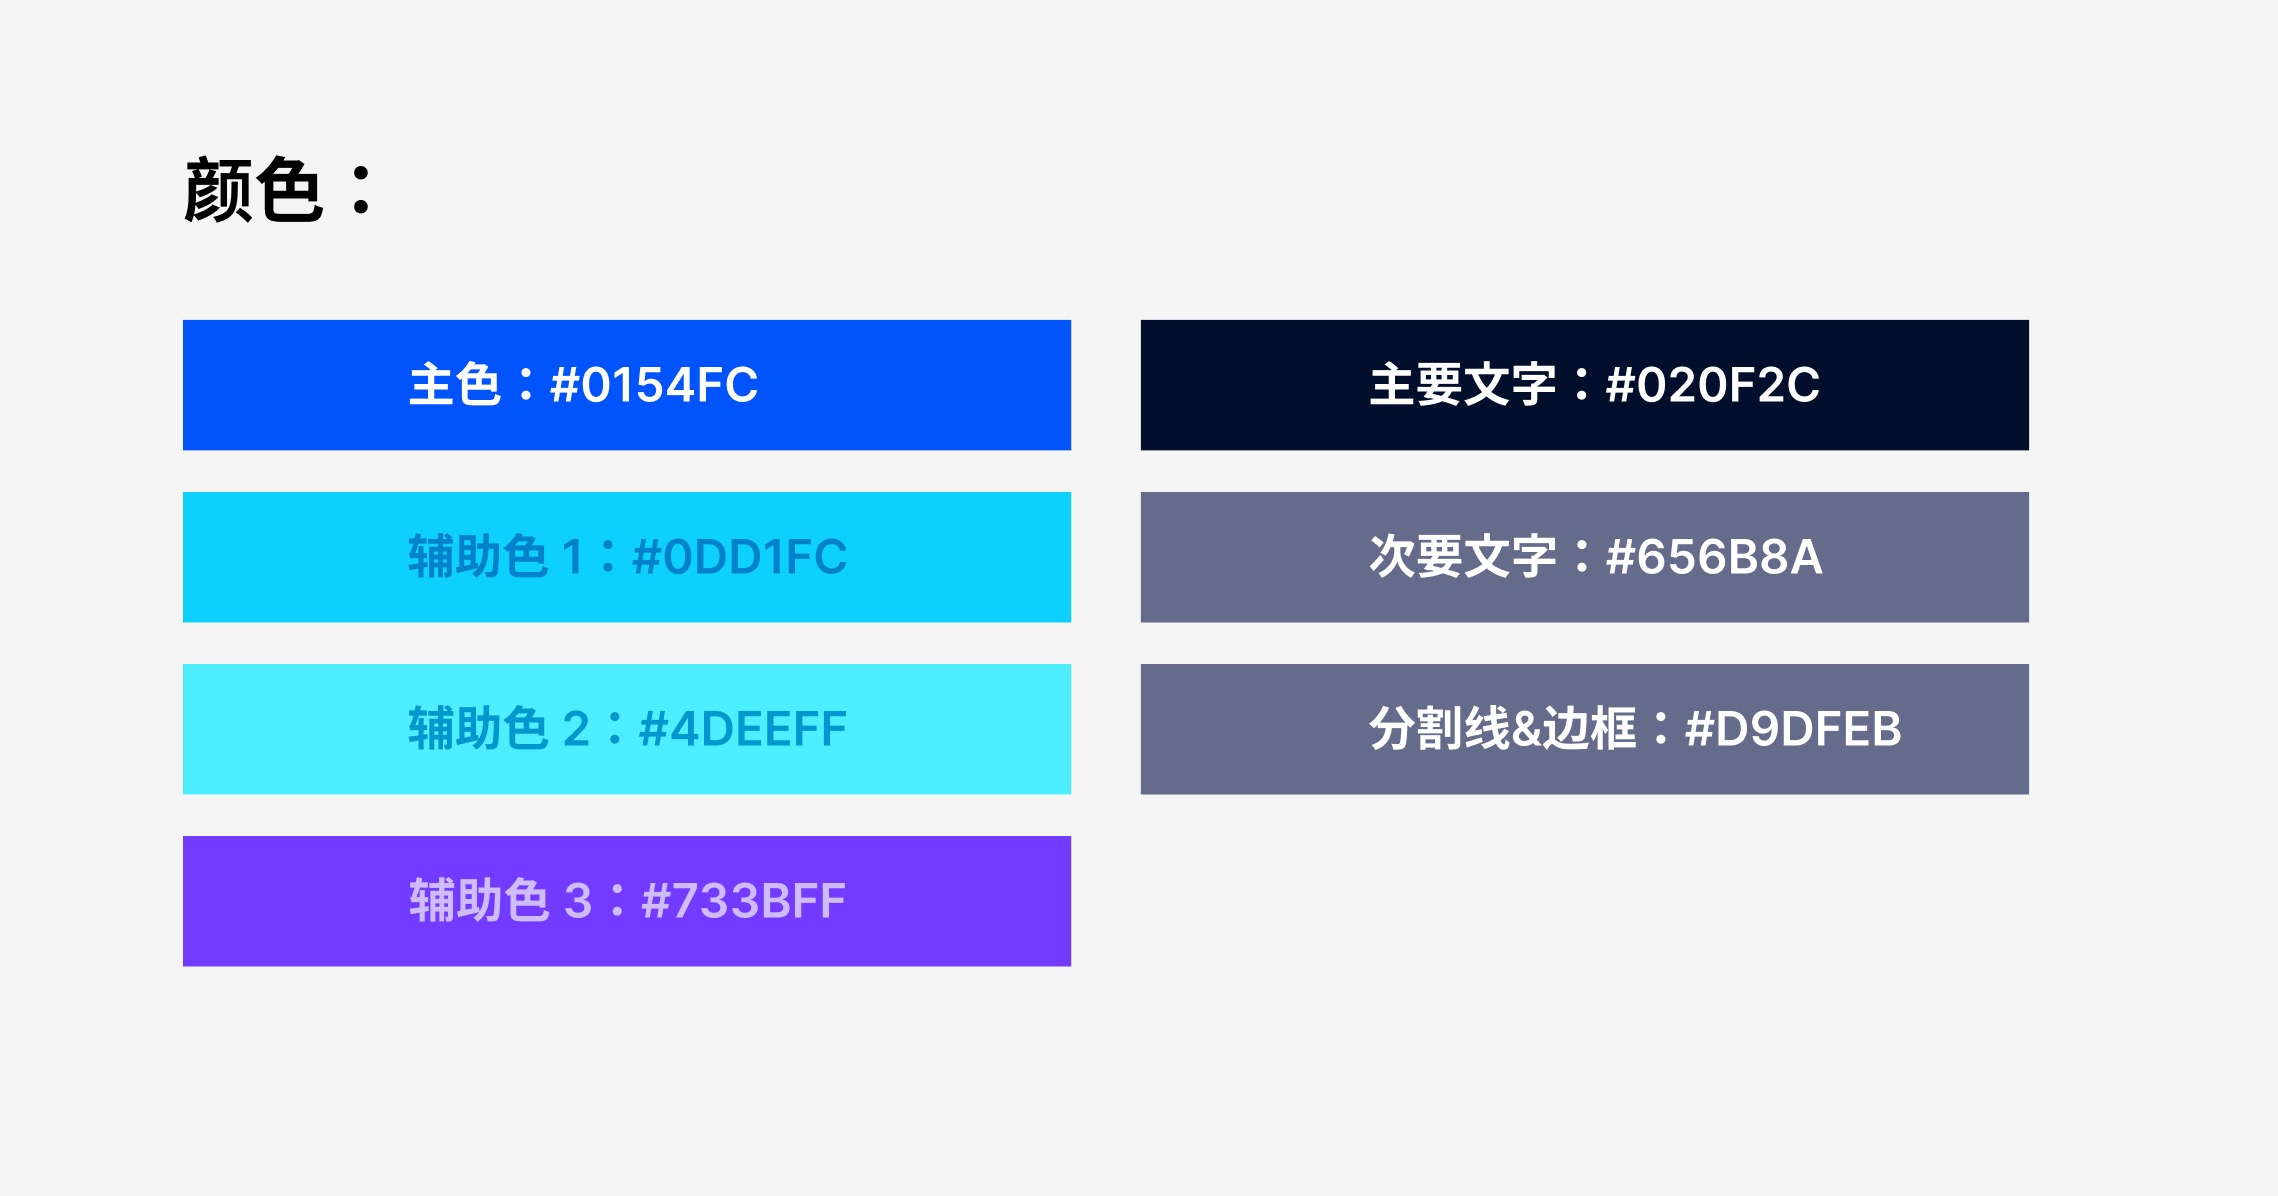 颜色：
主色：#0154FC
辅助色 1：#0DD1FC
辅助色 2：#4DEEFF
辅助色 3：#733BFF
主要文字：#020F2C
次要文字：#656B8A
分割线&边框：#D9DFEB